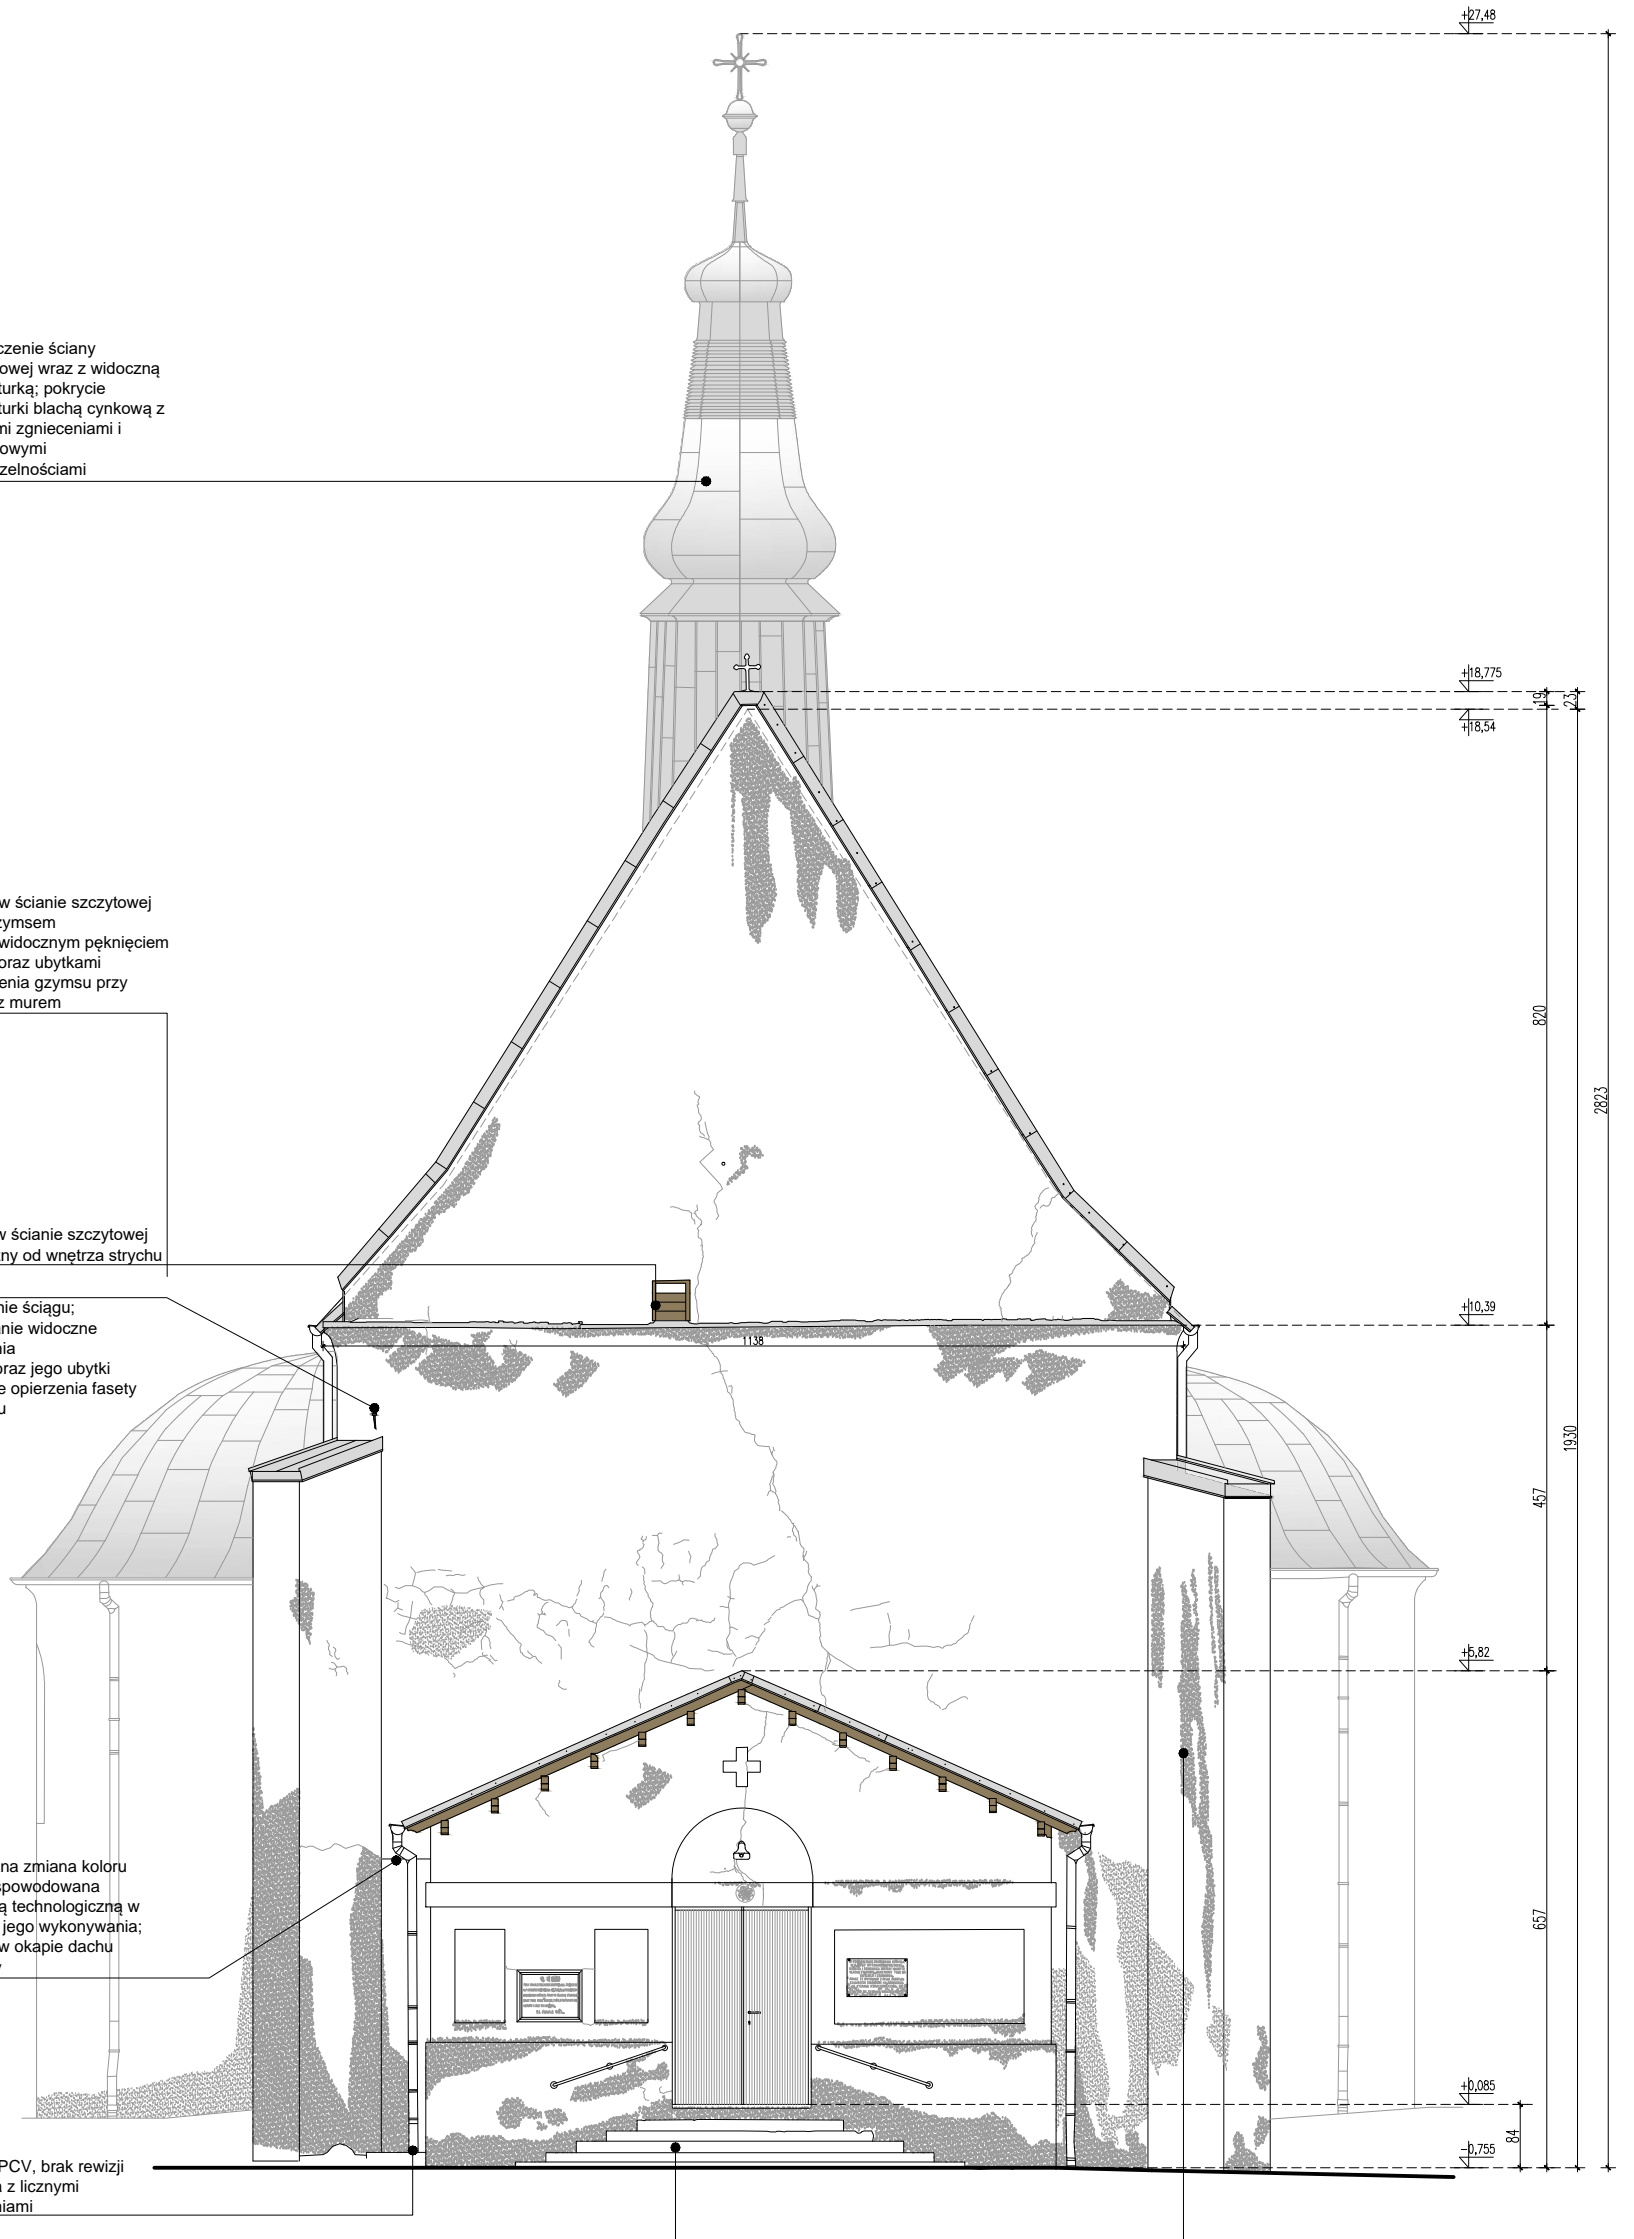 +27,48
czenie ściany
owej wraz z widoczną
turką; pokrycie
turki blachą cynkową z
mi zgnieceniami i
owymi
zelnościami
+18,775
19
23
+18,54
w ścianie szczytowej
zymsem
widocznym pęknięciem
oraz ubytkami
enia gzymsu przy
z murem
820
2823
w ścianie szczytowej
zny od wnętrza strychu
nie ściągu;
anie widoczne
nia
oraz jego ubytki
e opierzenia fasety
u
+10,39
1138
1930
457
+5,82
na zmiana koloru
spowodowana
ą technologiczną w
jego wykonywania;
w okapie dachu
y
657
+0,085
84
-0,755
PCV, brak rewizji
a z licznymi
niami